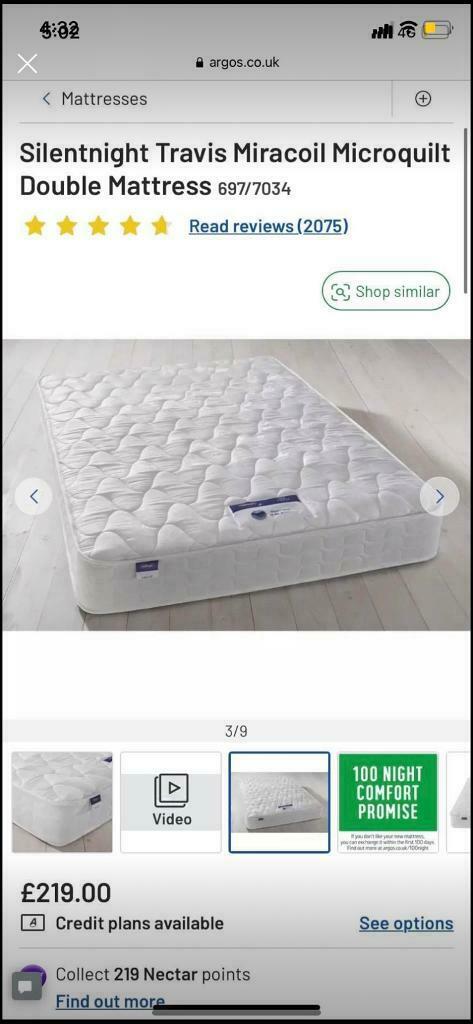 argos.co.uk
Mattresses
Silentnight Travis Miracoil Microquilt
Double Mattress 697/7034
Read reviews (2075)
Shop similar
3/9
Video
100 NIGHT
COMFORT
PROMISE
If you don't like your new mattress,
you can exchange it within the first 100 days.
Find out more at argos.co.uk/100night
£219.00
Credit plans available
See options
Collect 219 Nectar points
Find out more